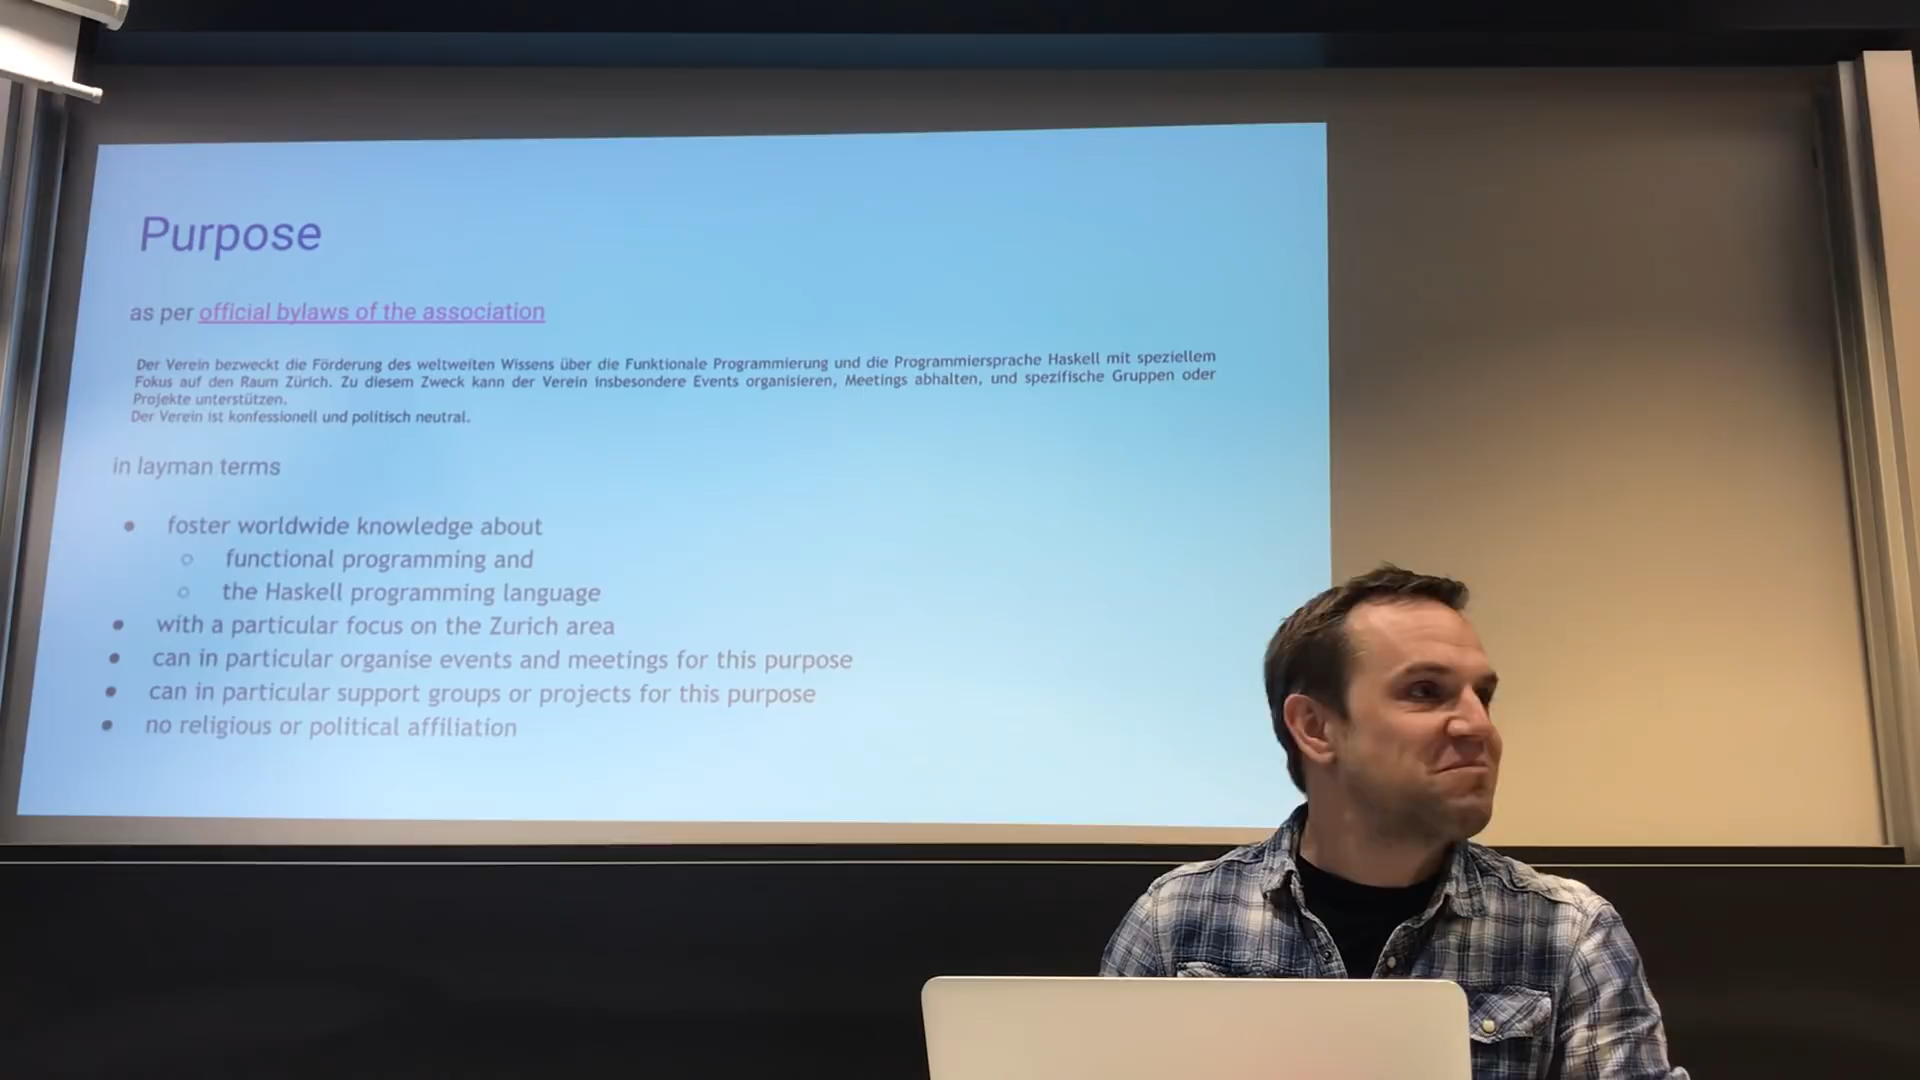 Purpose
as per official bylaws of the association
Der Verein bezweckt die Förderung des weltweiten Wissens über die Funktionale Programmierung und die Programmiersprache Haskell mit speziellem
Fokus auf den Raum Zürich. Zu diesem Zweck kann der Verein insbesondere Events organisieren, Meetings abhalten, und spezifische Gruppen oder
Projekte unterstützen.
Der Verein ist konfessionell und politisch neutral.
in layman terms
● foster worldwide knowledge about
○ functional programming and
○ the Haskell programming language
● with a particular focus on the Zurich area
● can in particular organise events and meetings for this purpose
● can in particular support groups or projects for this purpose
● no religious or political affiliation